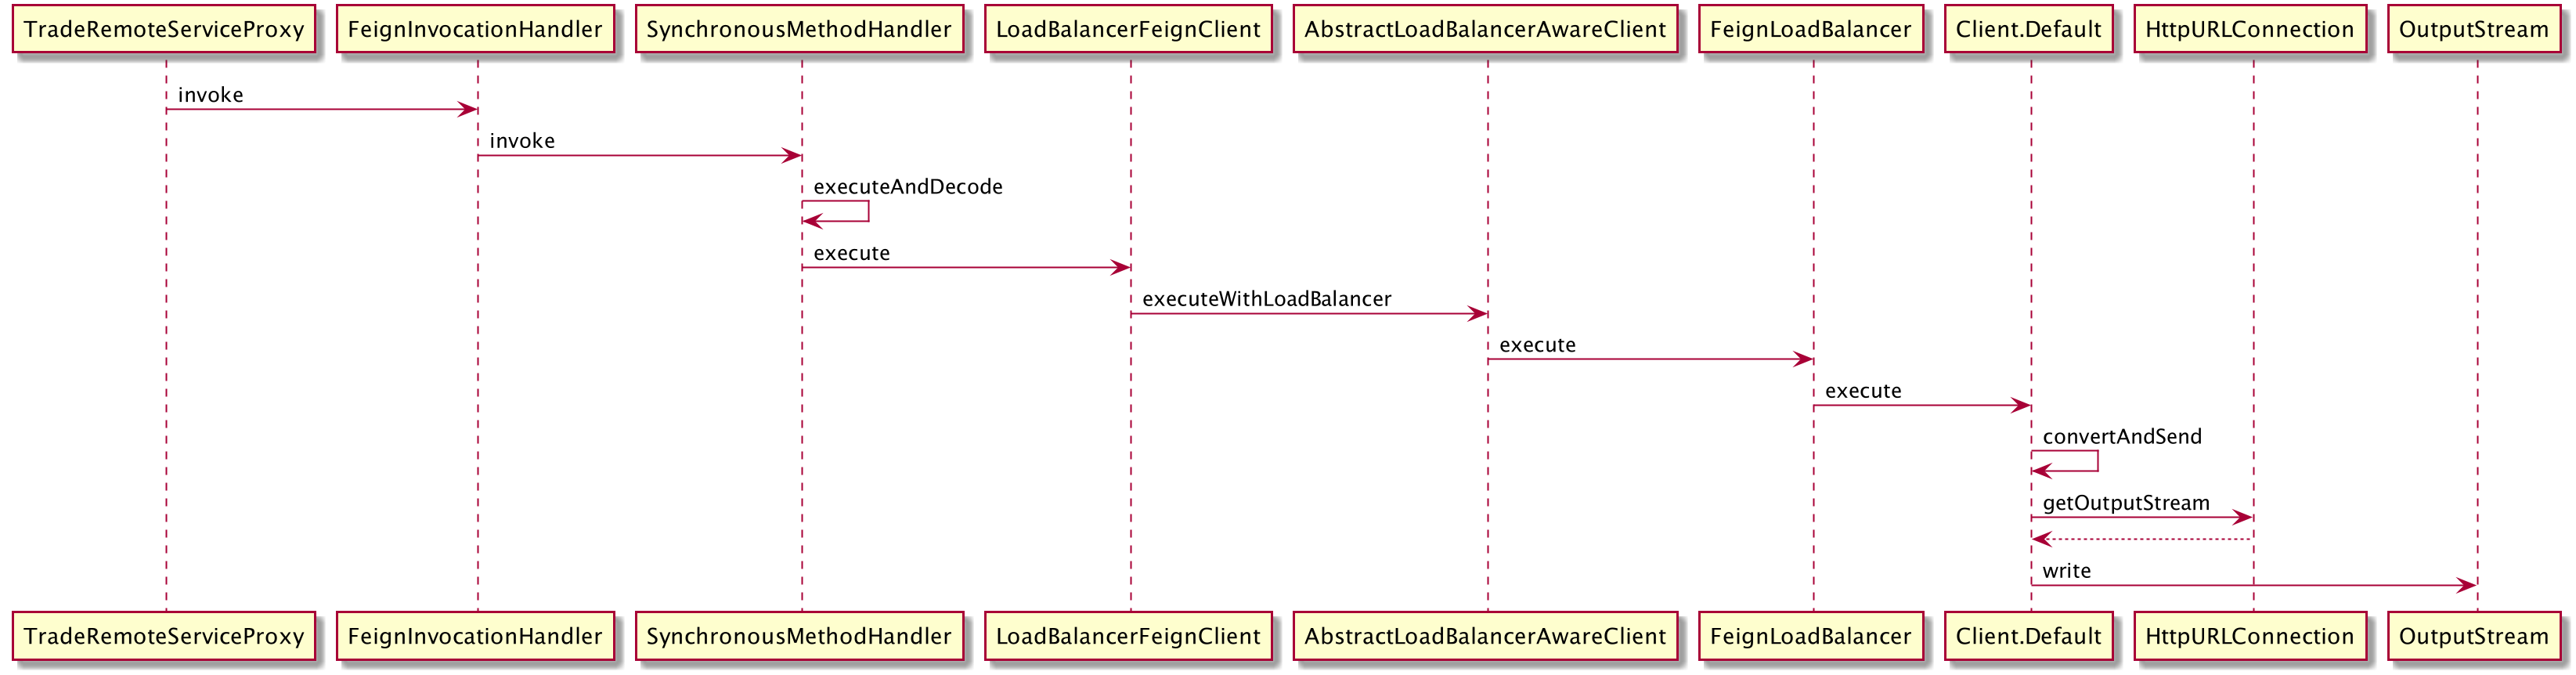 TradeRemoteServiceProxy FeignInvocationHandler SynchronousMethodHandler LoadBalancerFeignClient AbstractLoadBalancerAwareClient FeignLoadBalancer Client.Default HttpURLConnection OutputStream
invoke
invoke
executeAndDecode
execute
executeWithLoadBalancer
execute
execute
convertAndSend
getOutputStream
write
TradeRemoteServiceProxy FeignInvocationHandler SynchronousMethodHandler LoadBalancerFeignClient AbstractLoadBalancerAwareClient FeignLoadBalancer Client.Default HttpURLConnection OutputStream